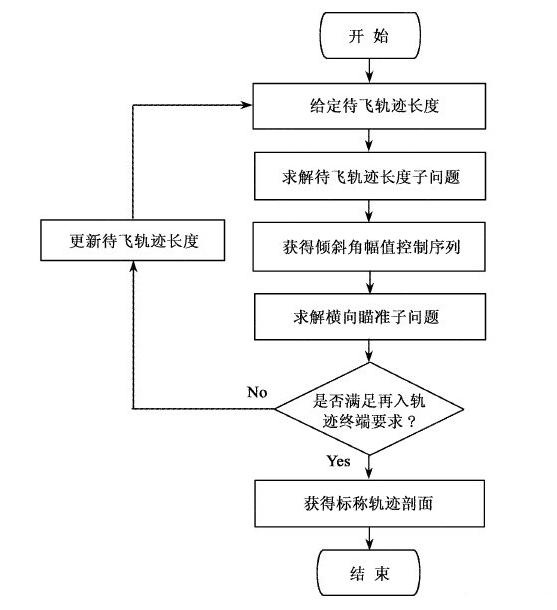 开 始
给定待飞轨迹长度
求解待飞轨迹长度子问题
更新待飞轨迹长度
获得倾斜角幅值控制序列
求解横向瞄准子问题
No
是否满足再入轨
迹终端要求？
Yes
获得标称轨迹剖面
结 束